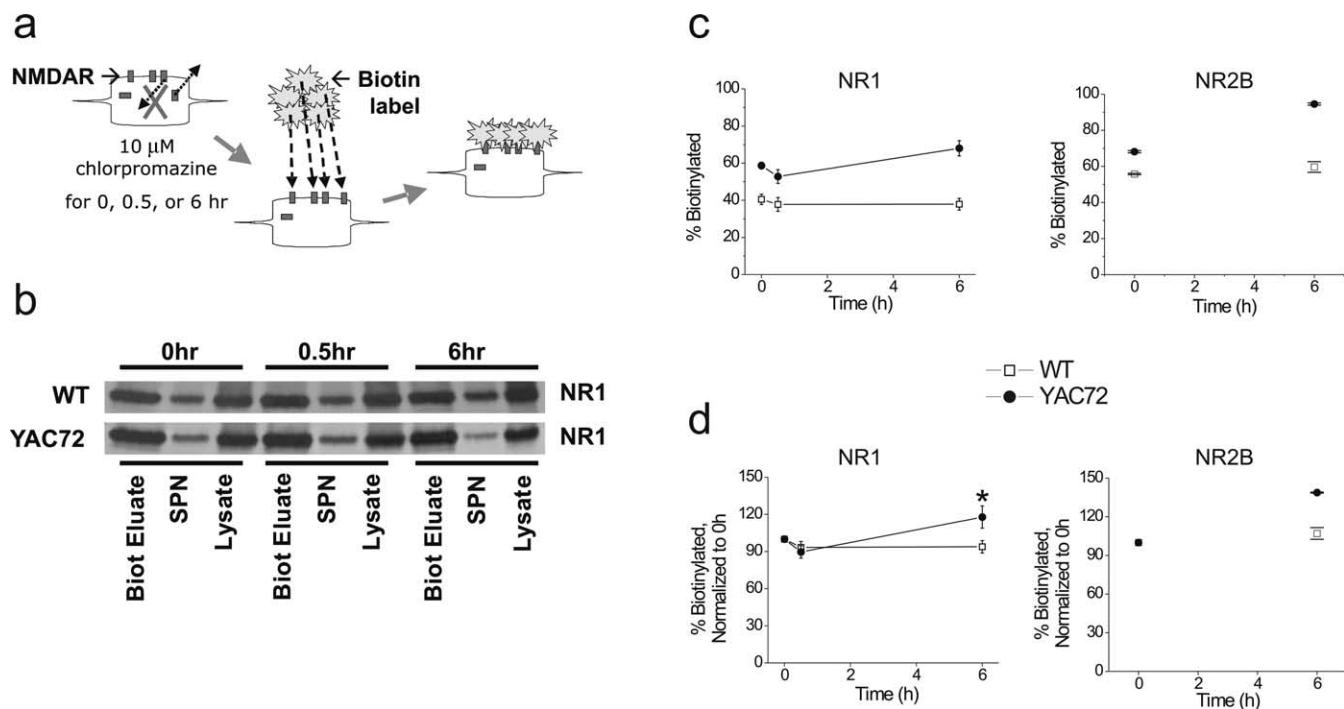 a
NMDAR
10 µM
chlorpromazine
for 0, 0.5, or 6 hr
Biotin
label
b
0hr 0.5hr 6hr
WT NR1
YAC72 NR1
Biot Eluate SPN Lysate Biot Eluate SPN Lysate Biot Eluate SPN Lysate
c
NR1
% Biotinylated
100
80
60
40
20
0
0 2 4 6
Time (h)
NR2B
% Biotinylated
100
80
60
40
20
0
0 2 4 6
Time (h)
WT
YAC72
d
NR1
% Biotinylated,
Normalized to 0h
150
120
90
60
30
0
*
0 2 4 6
Time (h)
NR2B
% Biotinylated,
Normalized to 0h
150
120
90
60
30
0
0 2 4 6
Time (h)